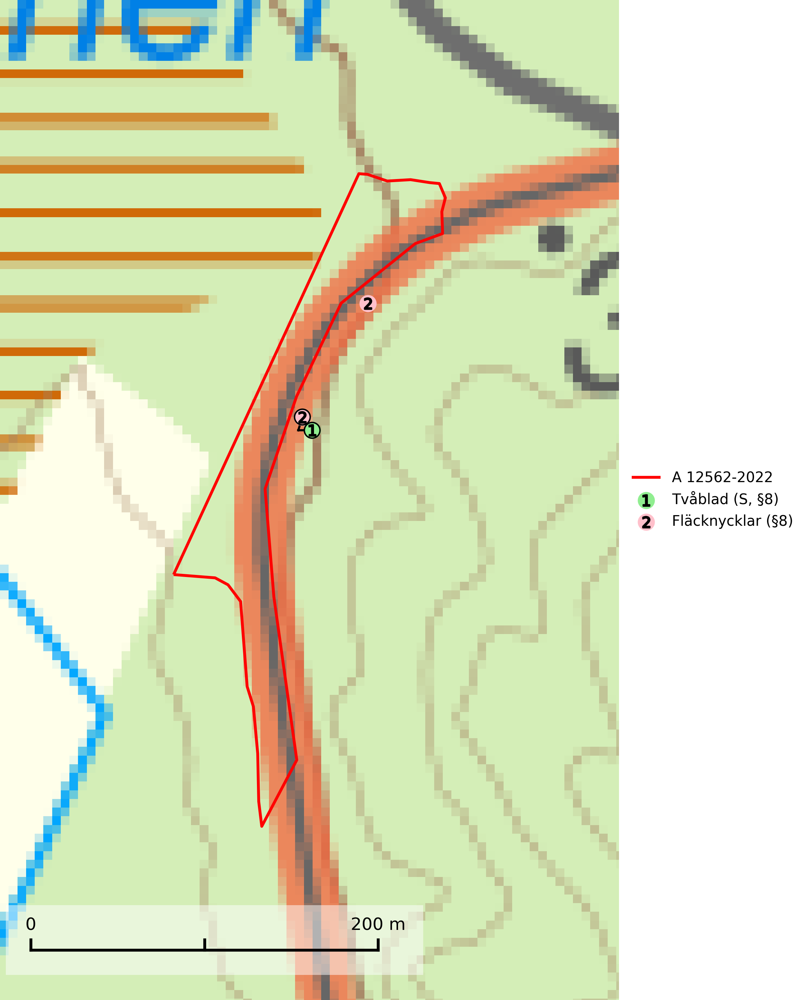 2
2
1
A 12562-2022
1 Tvåblad (S, §8)
2 Fläcknycklar (§8)
0 200 m